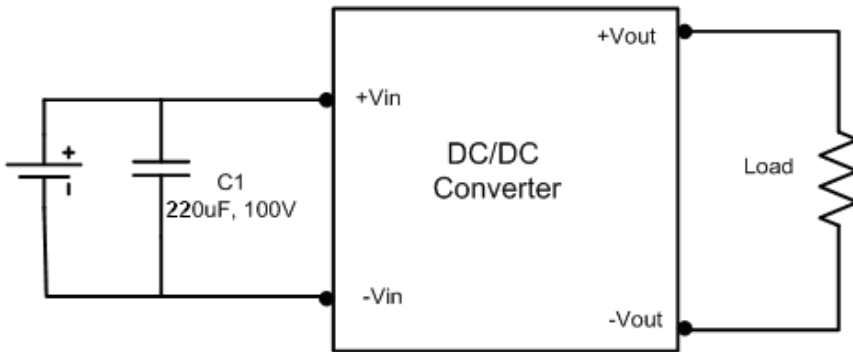 +Vout
+Vin
DC/DC
Converter
Load
+
-
C1
220uF, 100V
-Vin
-Vout